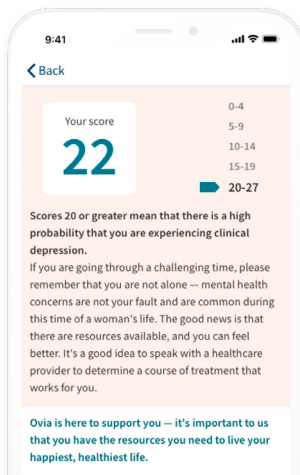 9:41
Back
Your score
22
0-4
5-9
10-14
15-19
20-27
Scores 20 or greater mean that there is a high
probability that you are experiencing clinical
depression.
If you are going through a challenging time, please
remember that you are not alone — mental health
concerns are not your fault and are common during
this time of a woman's life. The good news is that
there are resources available, and you can feel
better. It's a good idea to speak with a healthcare
provider to determine a course of treatment that
works for you.
Ovia is here to support you — it's important to us
that you have the resources you need to live your
happiest, healthiest life.